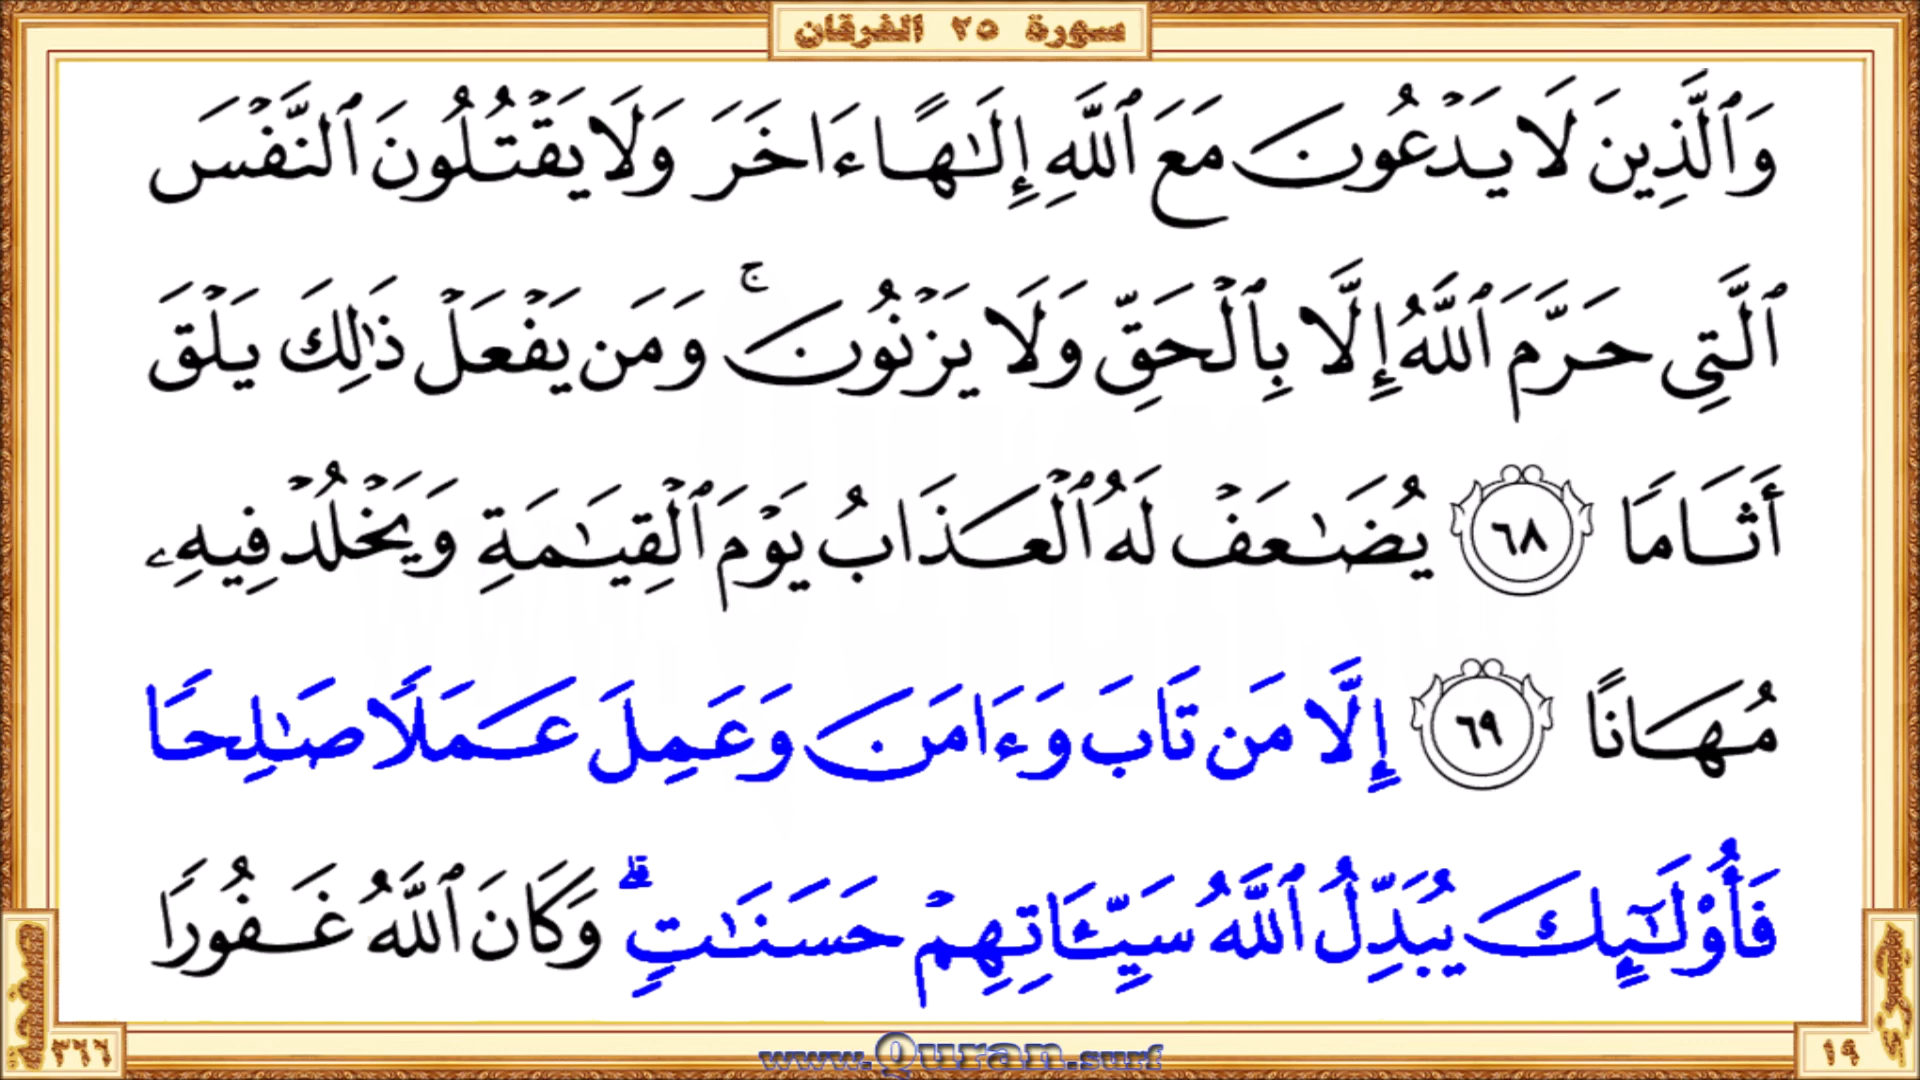 سورة ٢٥ الفرقان
وَٱلَّذِينَ لَا يَدۡعُونَ مَعَ ٱللَّهِ إِلَٰهًا ءَاخَرَ وَلَا يَقۡتُلُونَ ٱلنَّفۡسَ
ٱلَّتِي حَرَّمَ ٱللَّهُ إِلَّا بِٱلۡحَقِّ وَلَا يَزۡنُونَۚ وَمَن يَفۡعَلۡ ذَٰلِكَ يَلۡقَ
أَثَامٗا ٦٨ يُضَٰعَفۡ لَهُ ٱلۡعَذَابُ يَوۡمَ ٱلۡقِيَٰمَةِ وَيَخۡلُدۡ فِيهِۦ
مُهَانًا ٦٩ إِلَّا مَن تَابَ وَءَامَنَ وَعَمِلَ عَمَلٗا صَٰلِحٗا
فَأُوْلَٰٓئِكَ يُبَدِّلُ ٱللَّهُ سَيِّـَٔاتِهِمۡ حَسَنَٰتٖۗ وَكَانَ ٱللَّهُ غَفُورٗا
صفحة ٣٦٦
www.Quran.surf
١٩